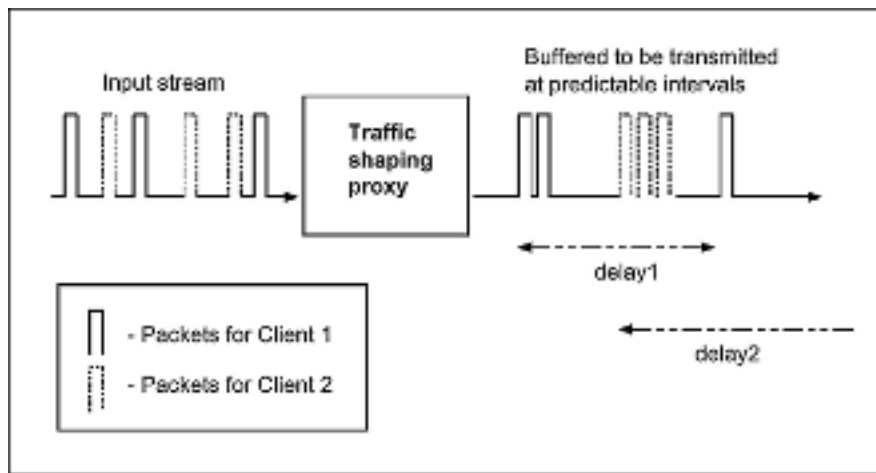 Input stream
Buffered to be transmitted
at predictable intervals
Traffic
shaping
proxy
delay1
delay2
- Packets for Client 1
- Packets for Client 2